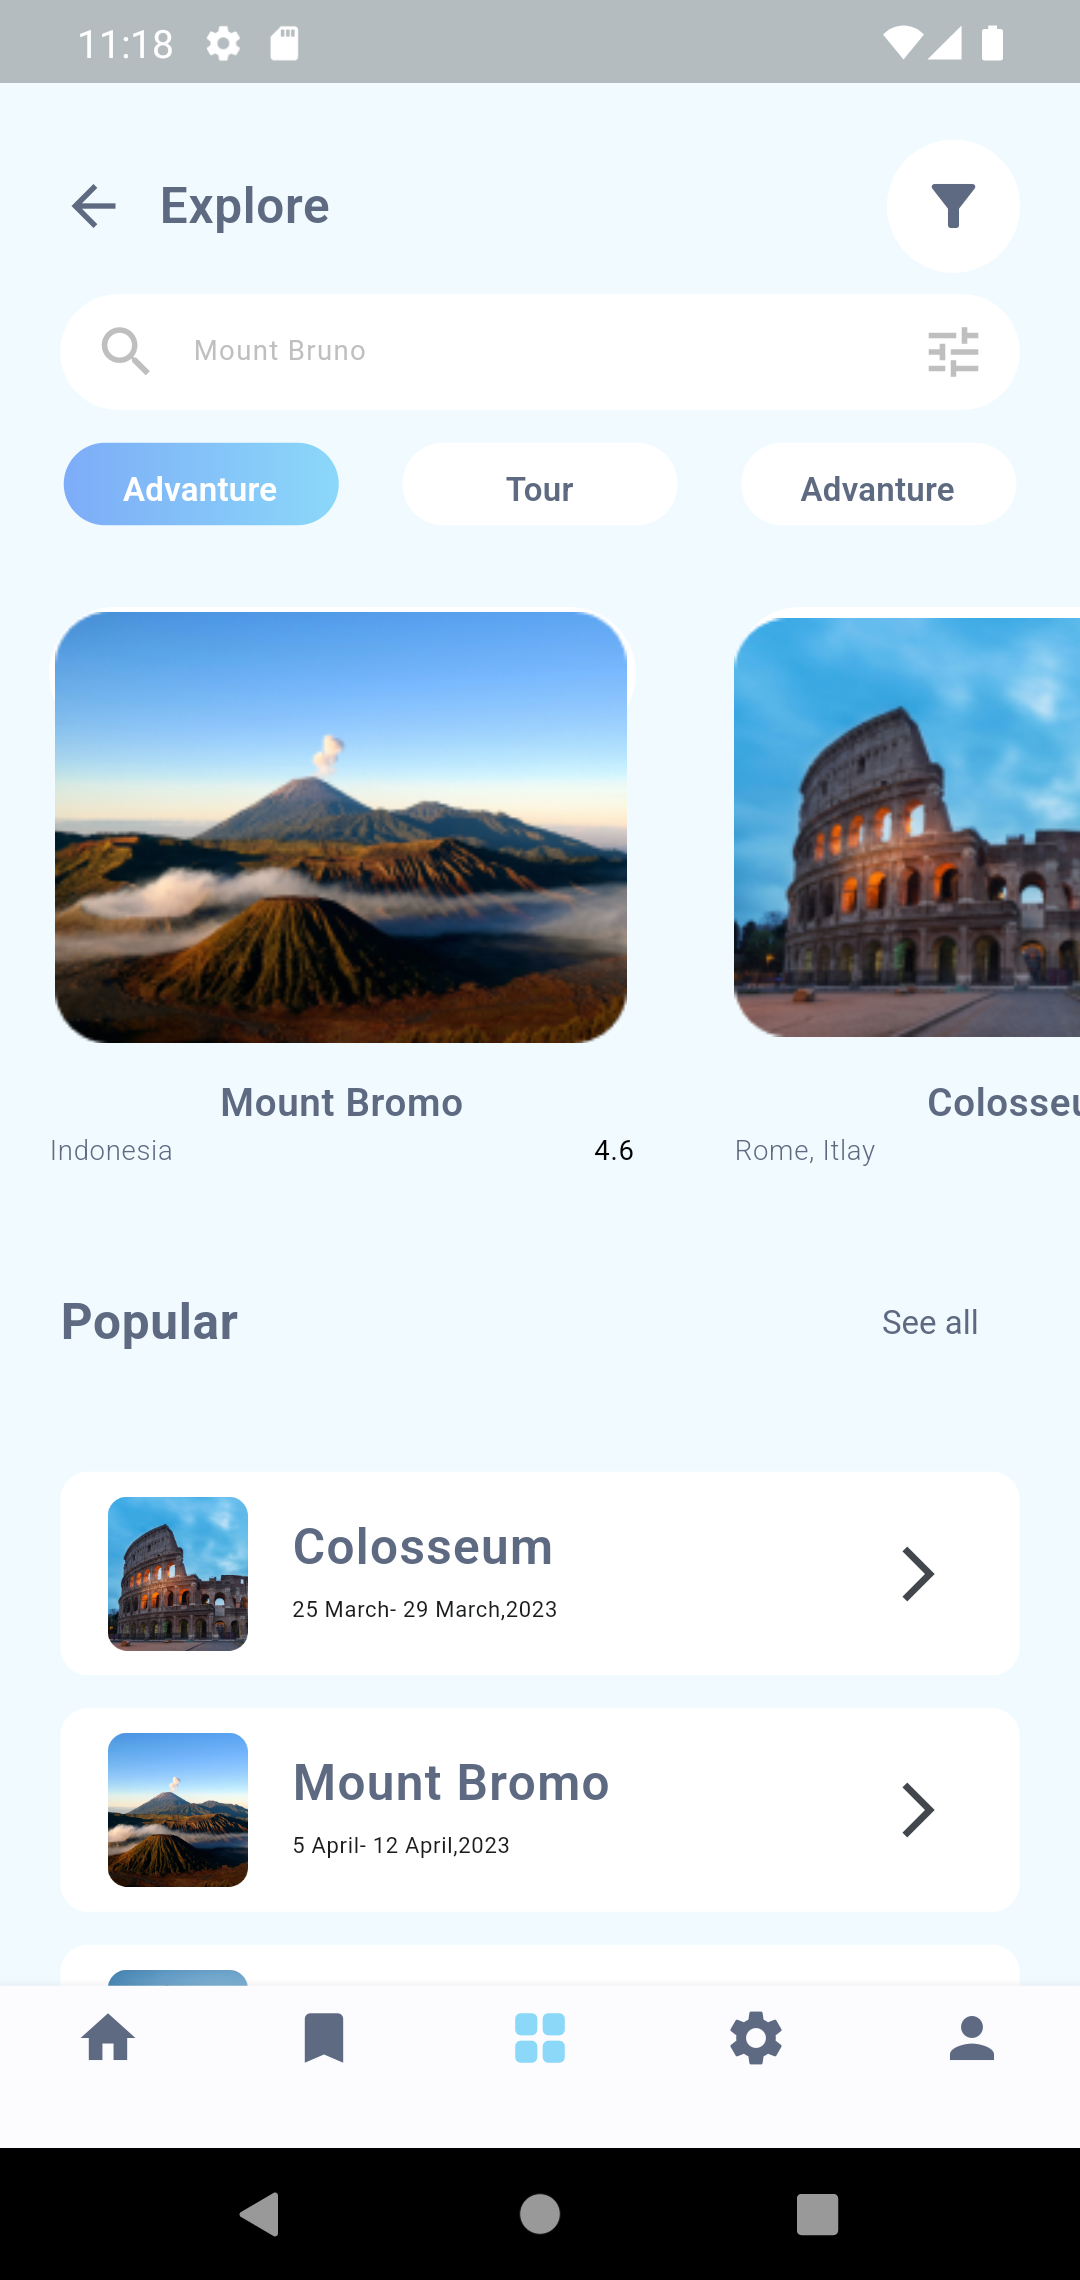 11:18
Explore
Mount Bruno
Advanture Tour Advanture
Mount Bromo
Indonesia 4.6
Colosseu
Rome, Itlay
Popular See all
Colosseum
25 March- 29 March,2023
Mount Bromo
5 April- 12 April,2023